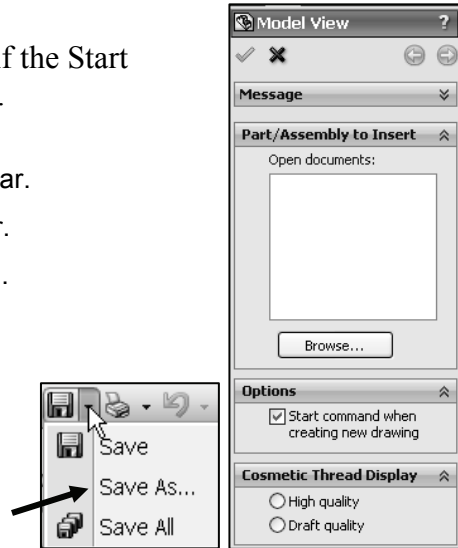 if the Start
ar.
r.
.
Save
Save As...
Save All
Model View ?
Message
Part/Assembly to Insert
Open documents:
Browse...
Options
Start command when
creating new drawing
Cosmetic Thread Display
High quality
Draft quality